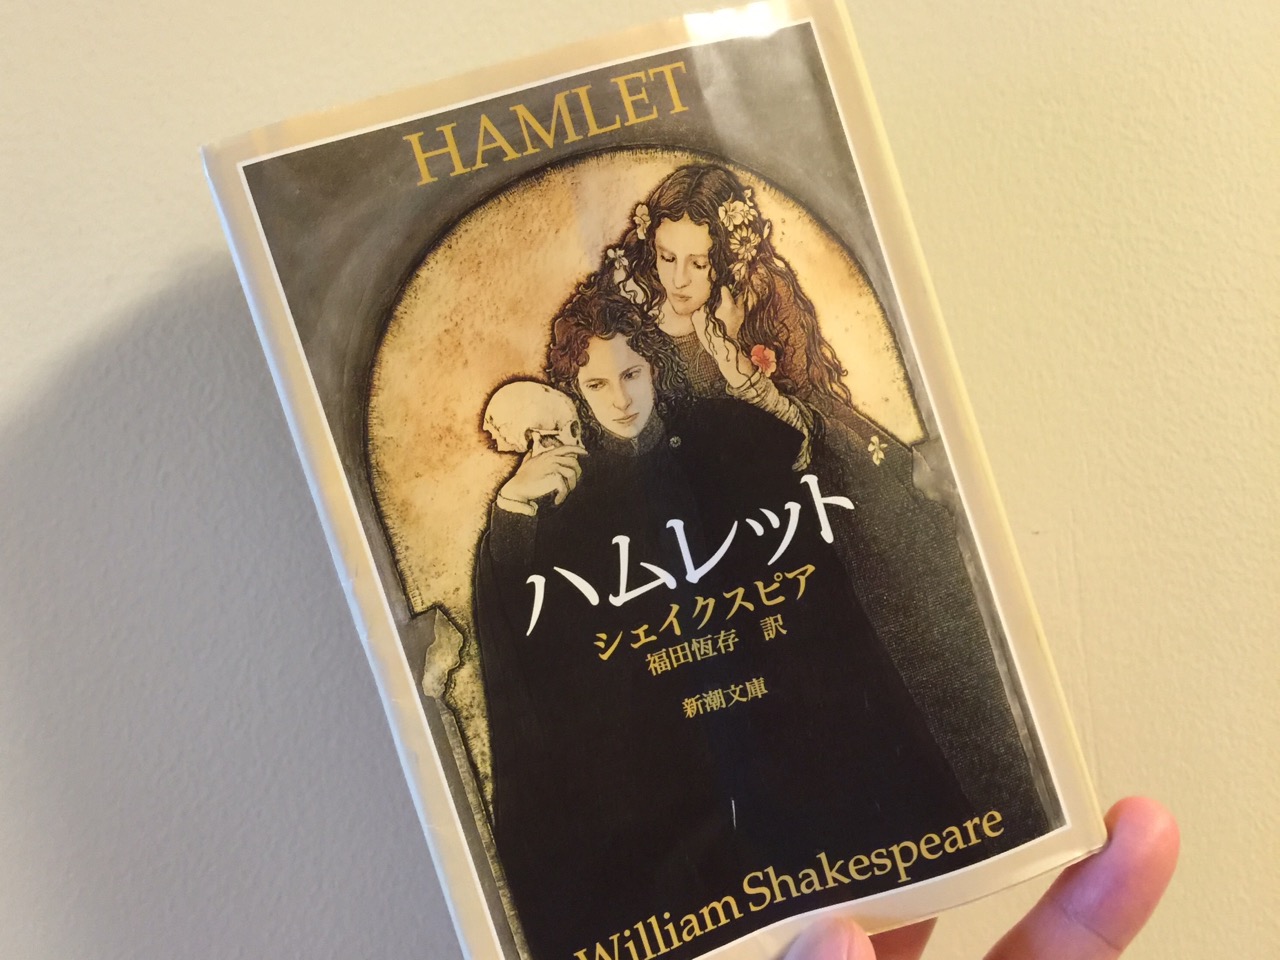 HAMLET
ハムレット
シェイクスピア
福田恆存 訳
新潮文庫
William Shakespeare